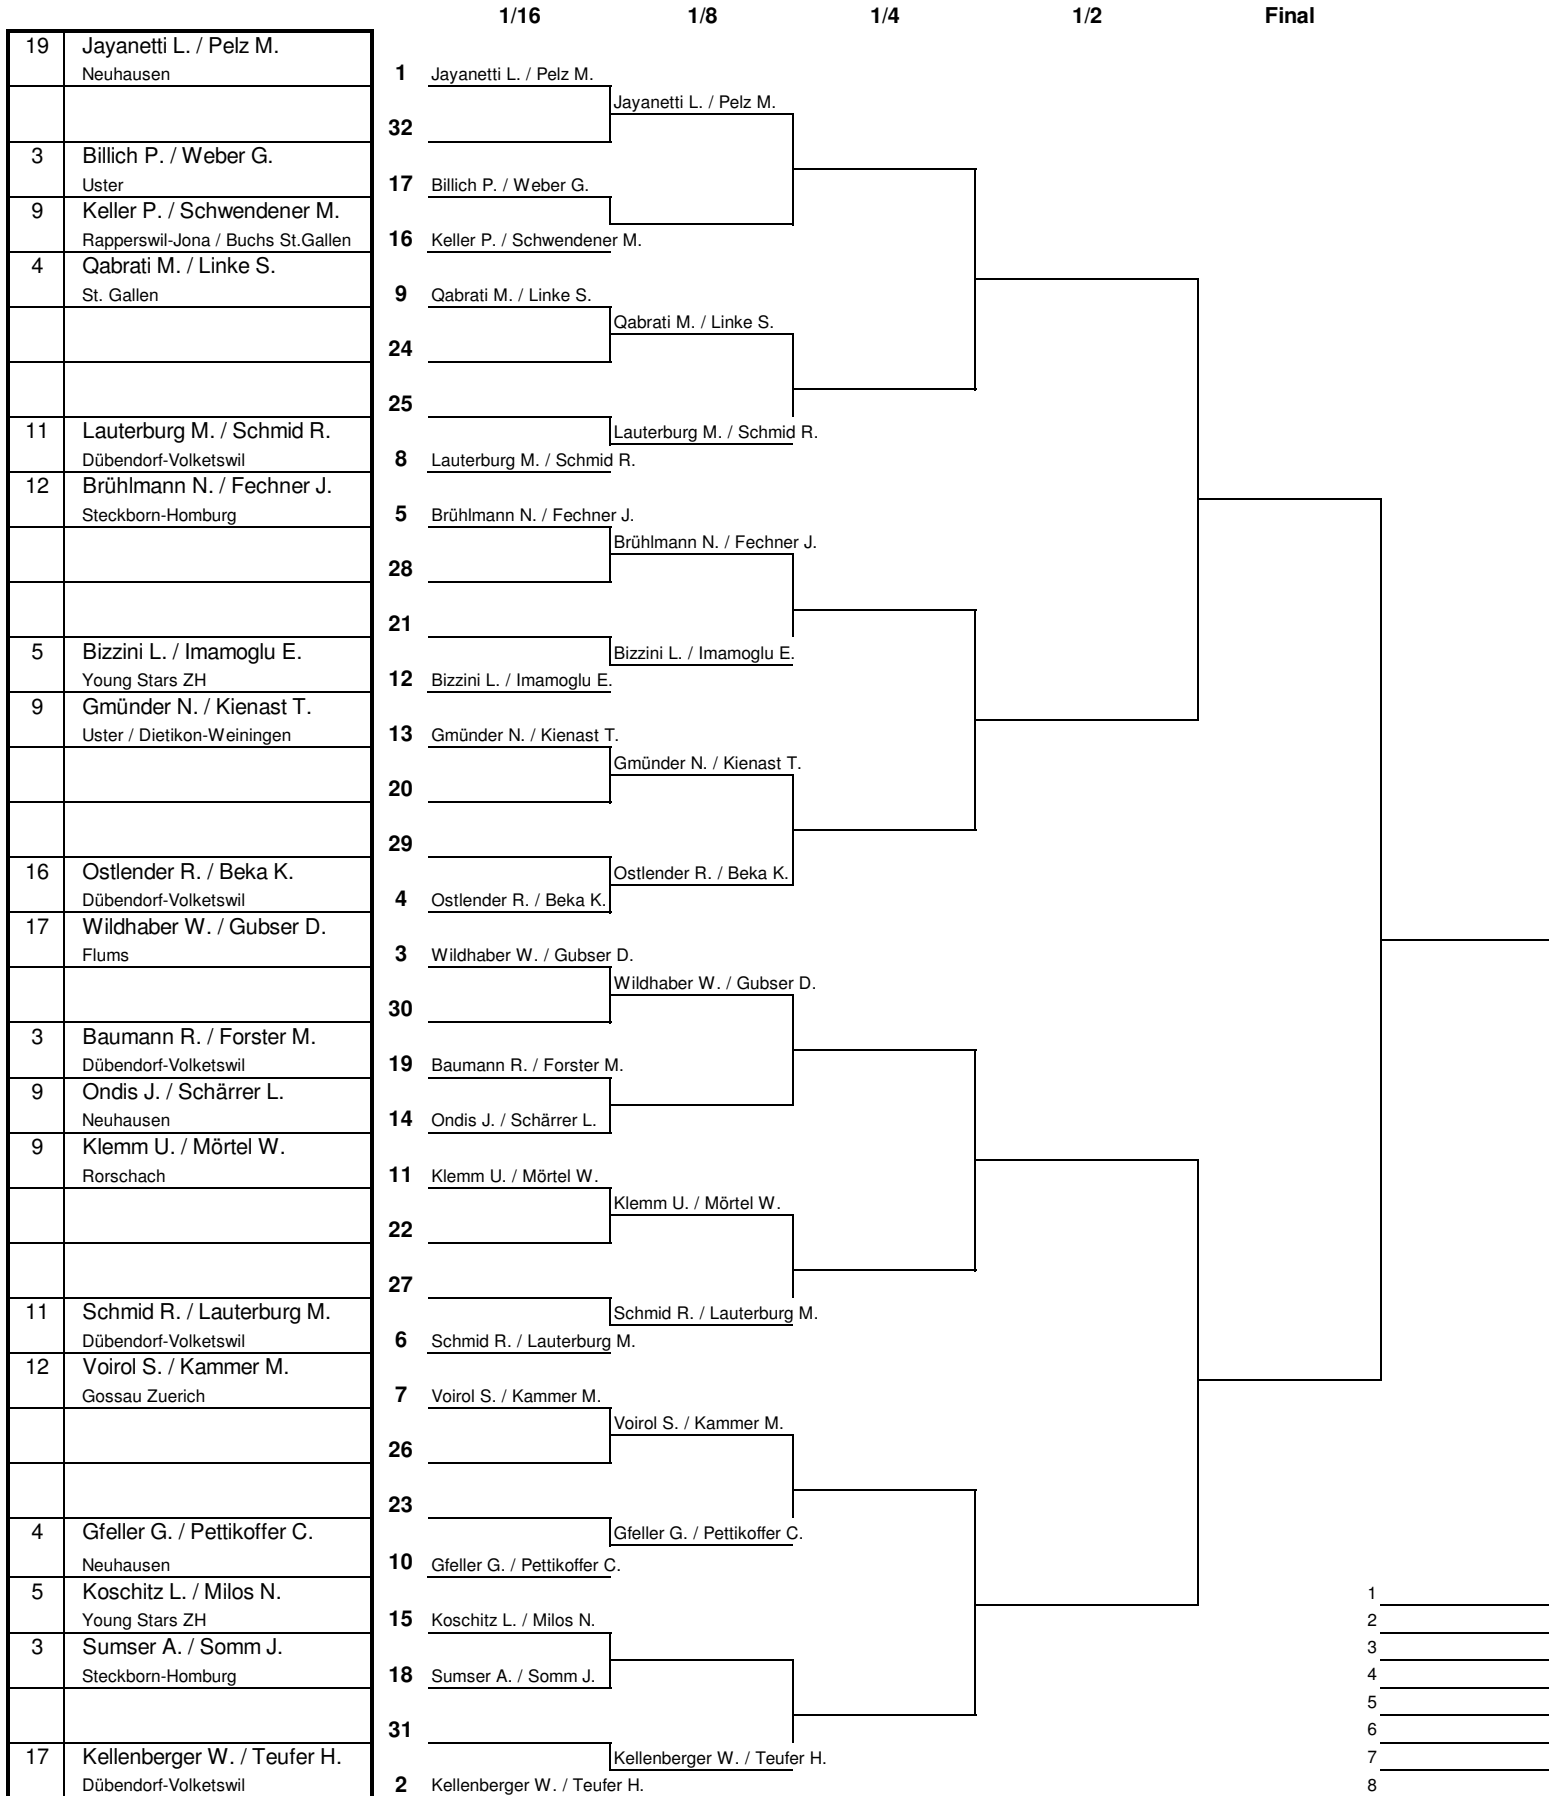 1/16 1/8 1/4 1/2 Final
19 Jayanetti L. / Pelz M.
Neuhausen 1 Jayanetti L. / Pelz M.
Jayanetti L. / Pelz M.
32
3 Billich P. / Weber G.
Uster 17 Billich P. / Weber G.
9 Keller P. / Schwendener M.
Rapperswil-Jona / Buchs St.Gallen 16 Keller P. / Schwendener M.
4 Qabrati M. / Linke S.
St. Gallen 9 Qabrati M. / Linke S.
Qabrati M. / Linke S.
24
25
11 Lauterburg M. / Schmid R. Lauterburg M. / Schmid R.
Dübendorf-Volketswil 8 Lauterburg M. / Schmid R.
12 Brühlmann N. / Fechner J.
Steckborn-Homburg 5 Brühlmann N. / Fechner J.
Brühlmann N. / Fechner J.
28
21
5 Bizzini L. / Imamoglu E. Bizzini L. / Imamoglu E.
Young Stars ZH 12 Bizzini L. / Imamoglu E.
9 Gmünder N. / Kienast T.
Uster / Dietikon-Weiningen 13 Gmünder N. / Kienast T.
Gmünder N. / Kienast T.
20
29
16 Ostlender R. / Beka K. Ostlender R. / Beka K.
Dübendorf-Volketswil 4 Ostlender R. / Beka K.
17 Wildhaber W. / Gubser D.
Flums 3 Wildhaber W. / Gubser D.
Wildhaber W. / Gubser D.
30
3 Baumann R. / Forster M.
Dübendorf-Volketswil 19 Baumann R. / Forster M.
9 Ondis J. / Schärrer L.
Neuhausen 14 Ondis J. / Schärrer L.
9 Klemm U. / Mörtel W.
Rorschach 11 Klemm U. / Mörtel W.
Klemm U. / Mörtel W.
22
27
11 Schmid R. / Lauterburg M. Schmid R. / Lauterburg M.
Dübendorf-Volketswil 6 Schmid R. / Lauterburg M.
12 Voirol S. / Kammer M.
Gossau Zuerich 7 Voirol S. / Kammer M.
Voirol S. / Kammer M.
26
23
4 Gfeller G. / Pettikoffer C. Gfeller G. / Pettikoffer C.
Neuhausen 10 Gfeller G. / Pettikoffer C.
5 Koschitz L. / Milos N. 1
Young Stars ZH 15 Koschitz L. / Milos N. 2
3 Sumser A. / Somm J. 3
Steckborn-Homburg 18 Sumser A. / Somm J. 4
5
31 6
17 Kellenberger W. / Teufer H. Kellenberger W. / Teufer H. 7
Dübendorf-Volketswil 2 Kellenberger W. / Teufer H. 8